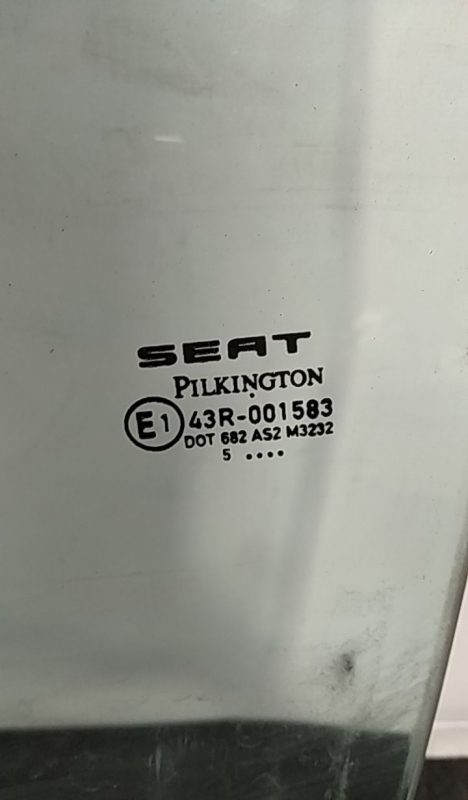 SEAT
PILKINGTON
E1 43R-001583
DOT 682 AS2 M3232
5 ••••